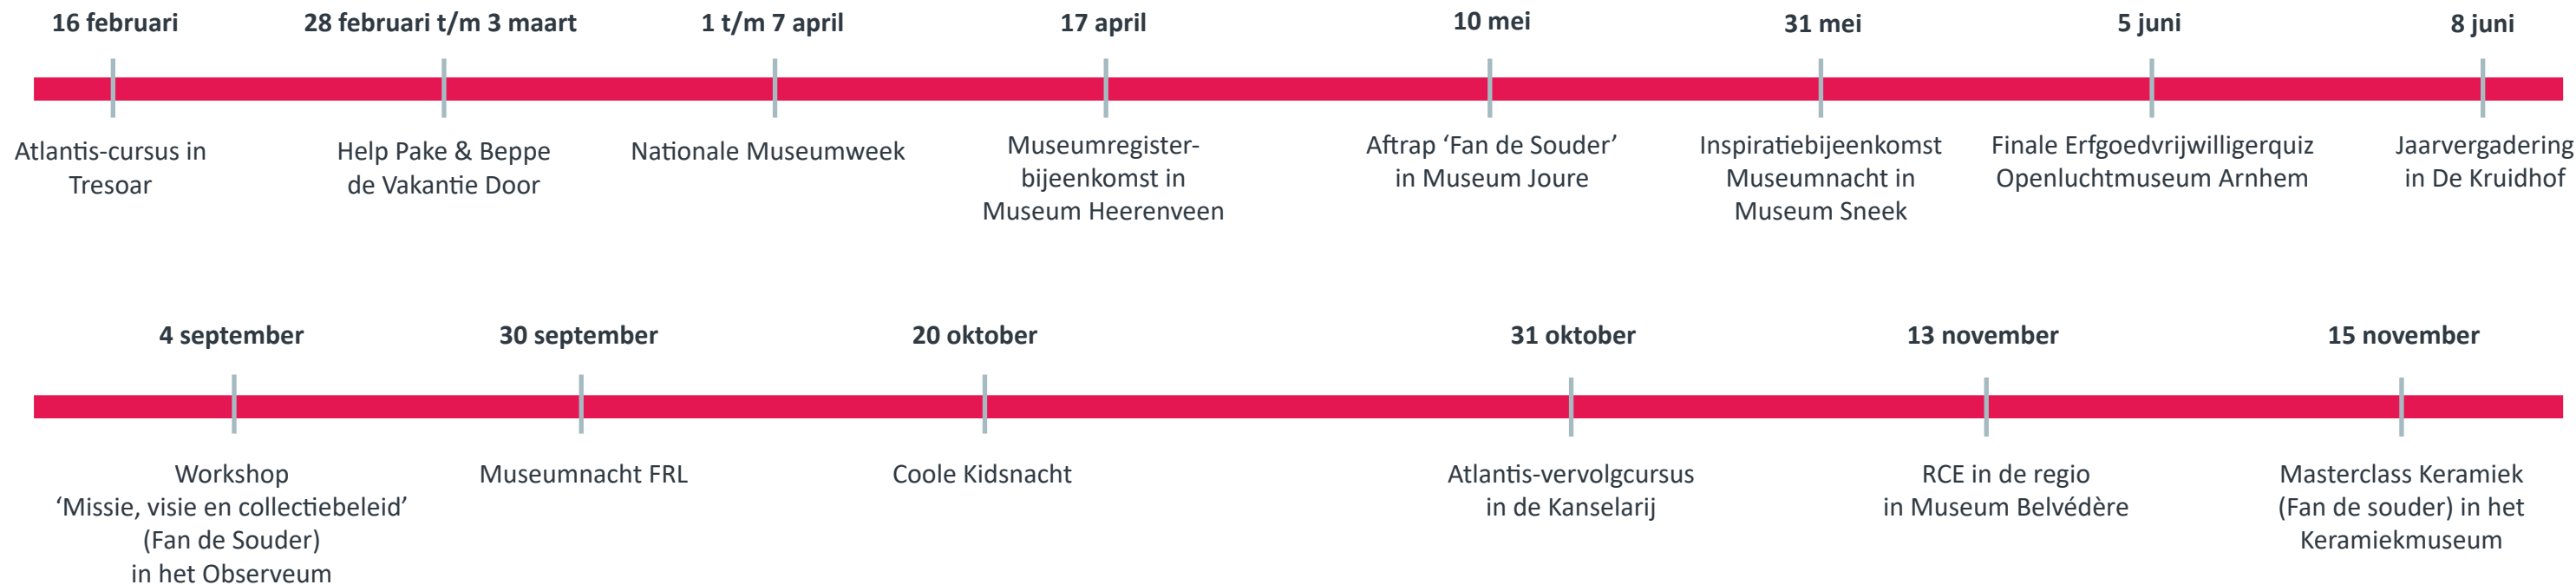 16 februari
Atlantis-cursus in
Tresoar
28 februari t/m 3 maart
Help Pake & Beppe
de Vakantie Door
1 t/m 7 april
Nationale Museumweek
17 april
Museumregister-
bijeenkomst in
Museum Heerenveen
10 mei
Aftrap ‘Fan de Souder’
in Museum Joure
31 mei
Inspiratiebijeenkomst
Museumnacht in
Museum Sneek
5 juni
Finale Erfgoedvrijwilligerquiz
Openluchtmuseum Arnhem
8 juni
Jaarvergadering
in De Kruidhof
4 september
Workshop
‘Missie, visie en collectiebeleid’
(Fan de Souder)
in het Observeum
30 september
Museumnacht FRL
20 oktober
Coole Kidsnacht
31 oktober
Atlantis-vervolgcursus
in de Kanselarij
13 november
RCE in de regio
in Museum Belvédère
15 november
Masterclass Keramiek
(Fan de souder) in het
Keramiekmuseum